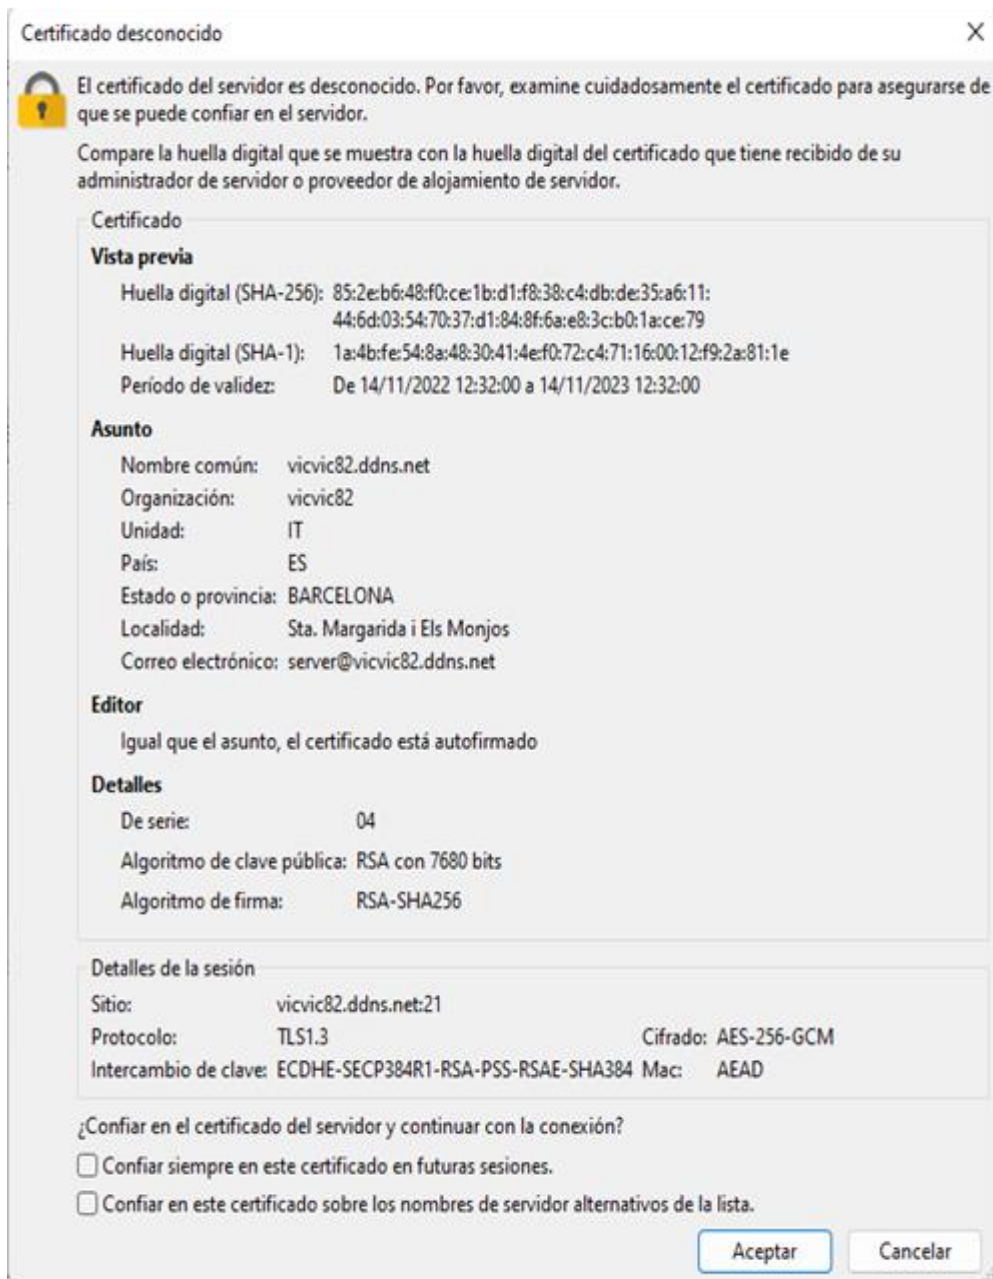 Certificado desconocido
El certificado del servidor es desconocido. Por favor, examine cuidadosamente el certificado para asegurarse de
que se puede confiar en el servidor.
Compare la huella digital que se muestra con la huella digital del certificado que tiene recibido de su
administrador de servidor o proveedor de alojamiento de servidor.
Certificado
Vista previa
Huella digital (SHA-256): 85:2e:b6:48:f0:ce:1b:d1:f8:38:c4:db:de:35:a6:11:
44:6d:03:54:70:37:d1:84:8f:6a:e8:3c:b0:1a:ce:79
Huella digital (SHA-1): 1a:4b:fe:54:8a:48:30:41:4e:f0:72:c4:71:16:00:12:f9:2a:81:1e
Período de validez: De 14/11/2022 12:32:00 a 14/11/2023 12:32:00
Asunto
Nombre común: vicvic82.ddns.net
Organización: vicvic82
Unidad: IT
País: ES
Estado o provincia: BARCELONA
Localidad: Sta. Margarida i Els Monjos
Correo electrónico: server@vicvic82.ddns.net
Editor
Igual que el asunto, el certificado está autofirmado
Detalles
De serie: 04
Algoritmo de clave pública: RSA con 7680 bits
Algoritmo de firma: RSA-SHA256
Detalles de la sesión
Sitio: vicvic82.ddns.net:21
Protocolo: TLS1.3 Cifrado: AES-256-GCM
Intercambio de clave: ECDHE-SECP384R1-RSA-PSS-RSAE-SHA384 Mac: AEAD
¿Confiar en el certificado del servidor y continuar con la conexión?
Confiar siempre en este certificado en futuras sesiones.
Confiar en este certificado sobre los nombres de servidor alternativos de la lista.
Aceptar Cancelar